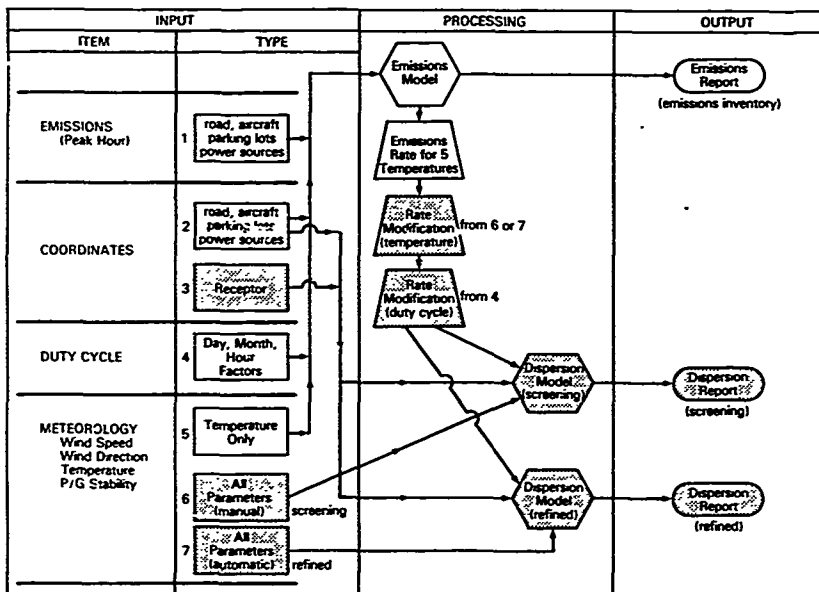 INPUT
PROCESSING
OUTPUT
ITEM
TYPE
EMISSIONS
(Peak Hour)
1
road, aircraft
parking lots
power sources
COORDINATES
2
road, aircraft
parking lots
power sources
3
Receptor
DUTY CYCLE
4
Day, Month,
Hour
Factors
METEOROLOGY
Wind Speed
Wind Direction
Temperature
P/G Stability
5
Temperature
Only
6
All
Parameters
(manual)
screening
7
All
Parameters
(automatic)
refined
Emissions
Model
Emissions
Rate for 5
Temperatures
Rate
Modification
(temperature)
from 6 or 7
Rate
Modification
(duty cycle)
from 4
Dispersion
Model
(screening)
Dispersion
Model
(refined)
Emissions
Report
(emissions inventory)
Dispersion
Report
(screening)
Dispersion
Report
(refined)